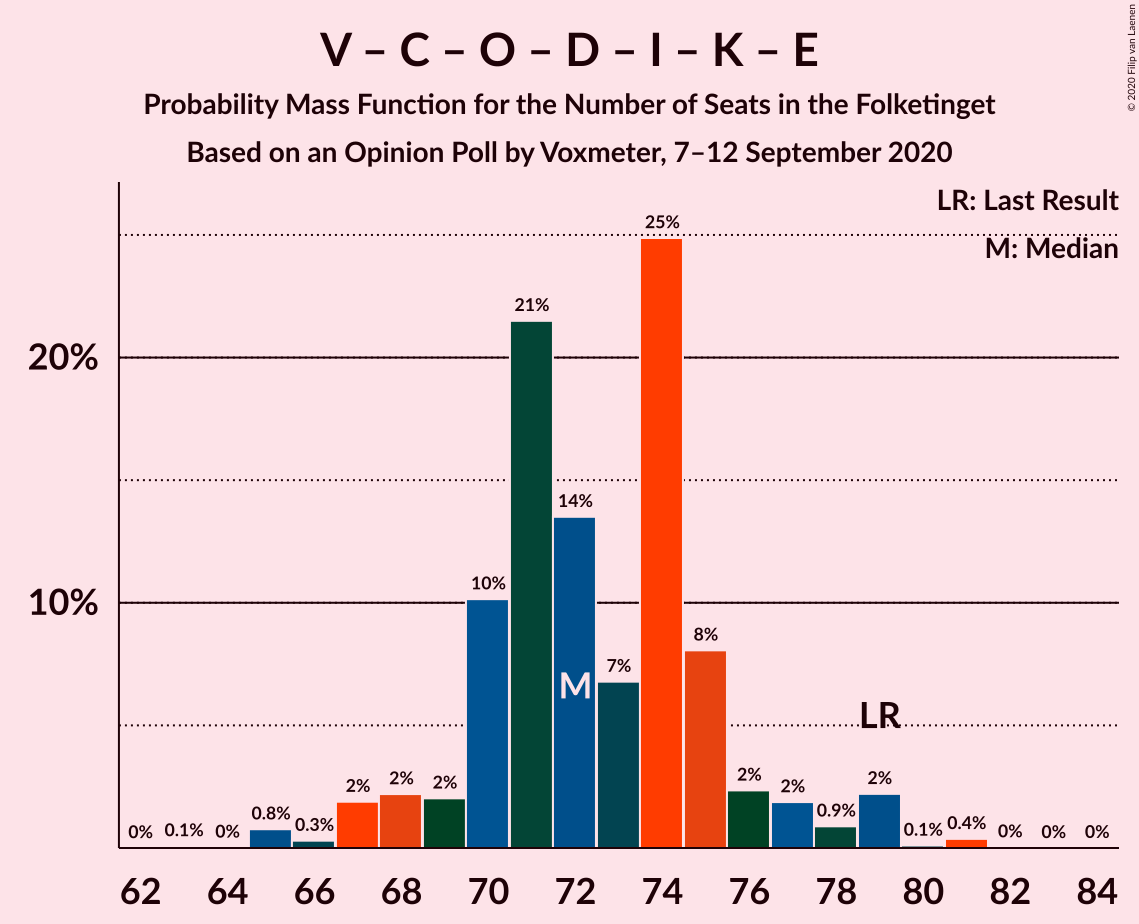 V – C – O – D – I – K – E
Probability Mass Function for the Number of Seats in the Folketinget
Based on an Opinion Poll by Voxmeter, 7–12 September 2020
© 2020 Filip van Laenen
LR: Last Result
M: Median
20%
10%
0%
0.1%
0%
0.8%
0.3%
2%
2%
2%
10%
21%
14%
7%
25%
8%
2%
2%
0.9%
2%
0.1%
0.4%
0%
0%
0%
M
LR
62 64 66 68 70 72 74 76 78 80 82 84